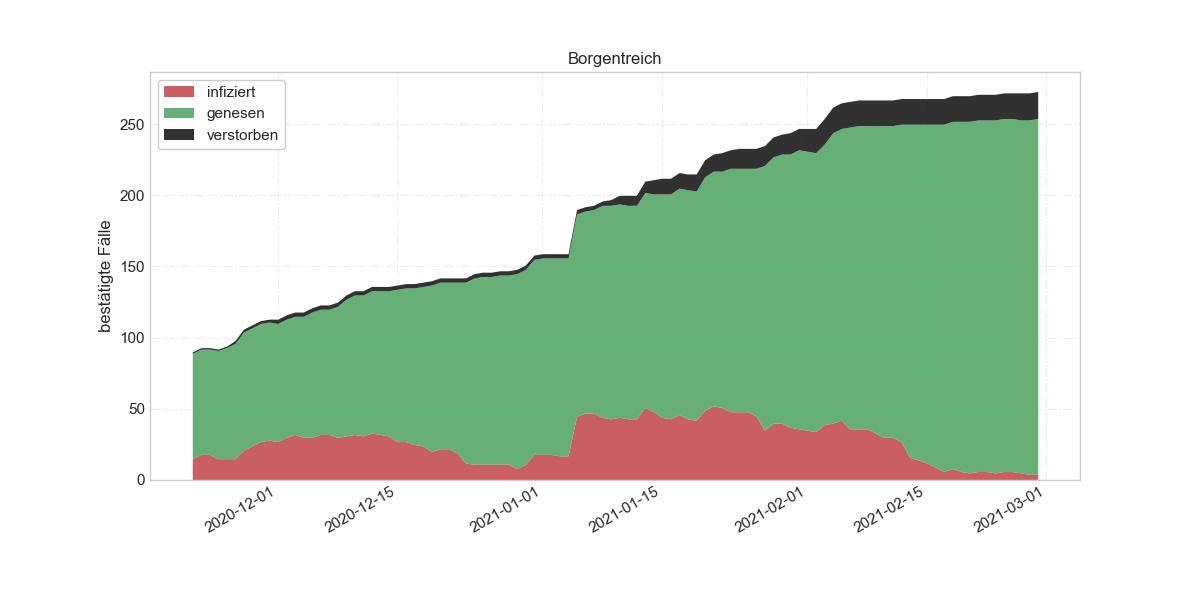 Borgentreich
infiziert
genesen
verstorben
bestätigte Fälle
250
200
150
100
50
0
2020-12-01
2020-12-15
2021-01-01
2021-01-15
2021-02-01
2021-02-15
2021-03-01